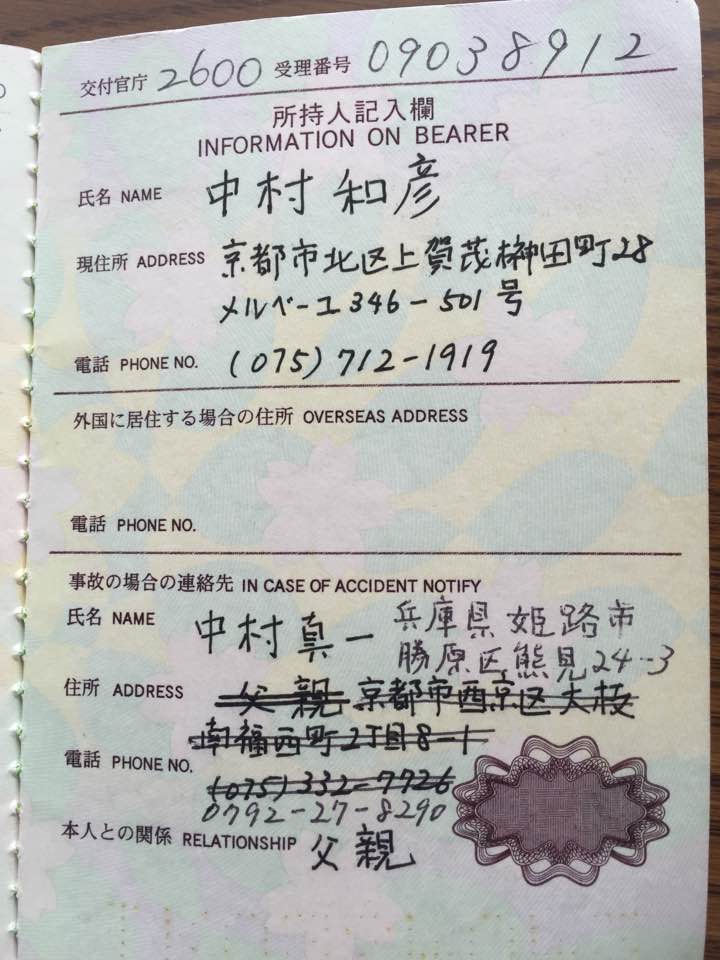 交付官庁 2600 受理番号 09038912
所持人記入欄
INFORMATION ON BEARER
氏名 NAME 中村 和彦
現住所 ADDRESS 京都市北区上賀茂榊田町28
メルベーユ346-501号
電話 PHONE NO. (075) 712-1919
外国に居住する場合の住所 OVERSEAS ADDRESS
電話 PHONE NO.
事故の場合の連絡先 IN CASE OF ACCIDENT NOTIFY
氏名 NAME 中村真一 兵庫県姫路市
勝原区熊見24-3
住所 ADDRESS 父親 京都市西京区大枝
南福西町2丁目8-1
電話 PHONE NO. (075)332-7726
0792-27-8290
本人との関係 RELATIONSHIP 父親